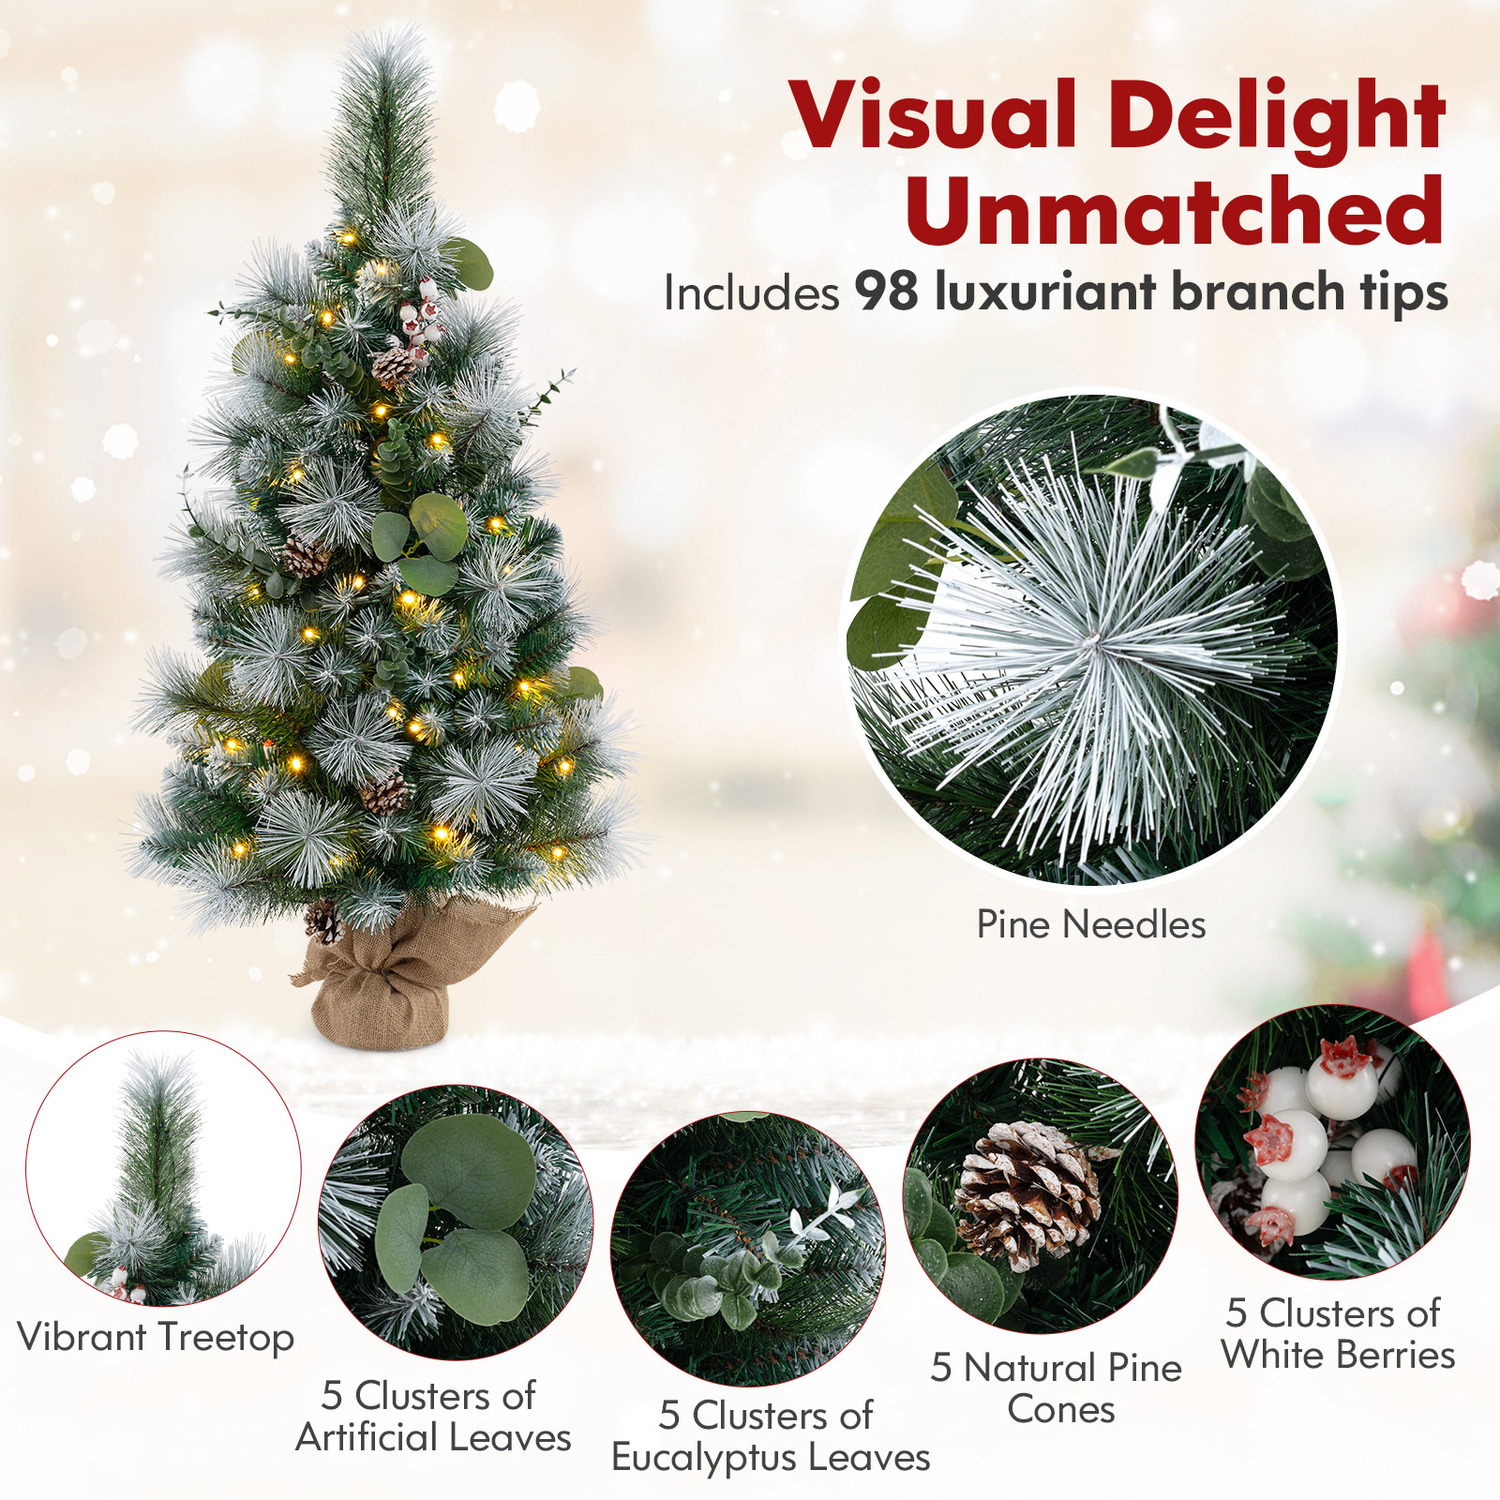 Visual Delight
Unmatched
Includes 98 luxuriant branch tips
Pine Needles
Vibrant Treetop
5 Clusters of
Artificial Leaves
5 Clusters of
Eucalyptus Leaves
5 Natural Pine
Cones
5 Clusters of
White Berries